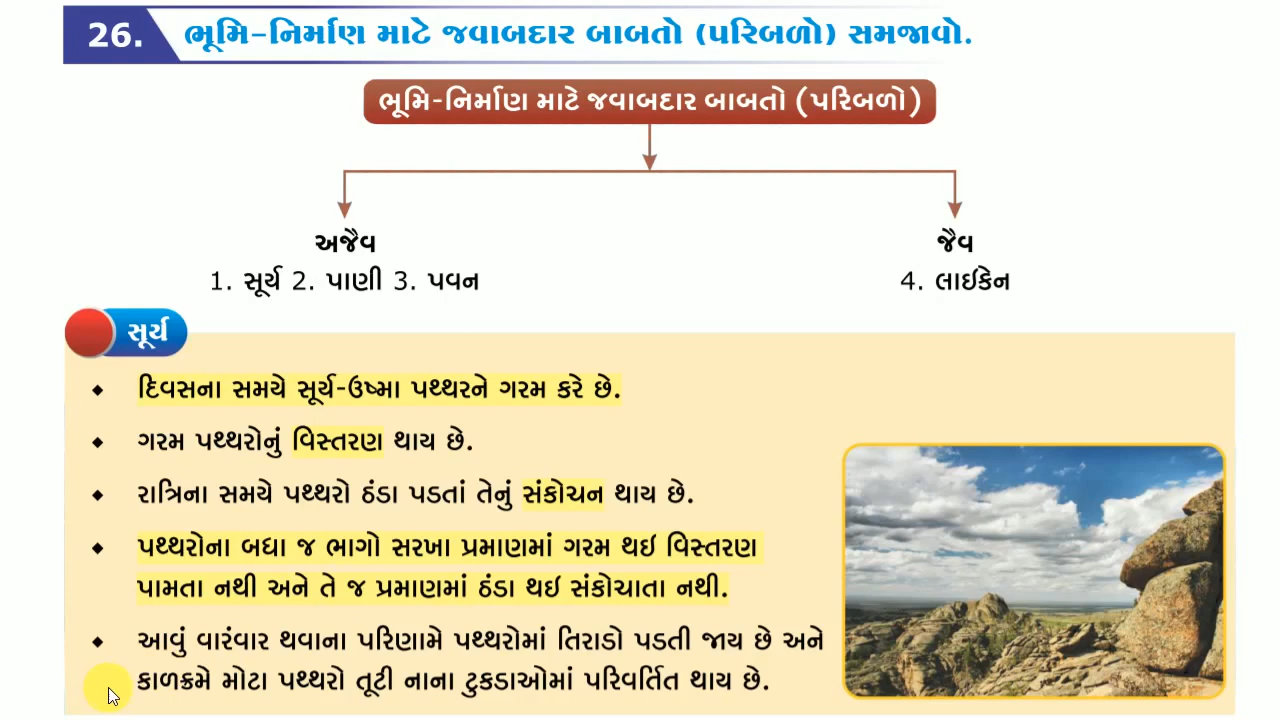 26. ભૂમિ-નિર્માણ માટે જવાબદાર બાબતો (પરિબળો) સમજાવો.
ભૂમિ-નિર્માણ માટે જવાબદાર બાબતો (પરિબળો)
અજૈવ
1. સૂર્ય 2. પાણી 3. પવન
જૈવ
4. લાઇકેન
સૂર્ય
♦ દિવસના સમયે સૂર્ય-ઉષ્મા પથ્થરને ગરમ કરે છે.
♦ ગરમ પથ્થરોનું વિસ્તરણ થાય છે.
♦ રાત્રિના સમયે પથ્થરો ઠંડા પડતાં તેનું સંકોચન થાય છે.
♦ પથ્થરોના બધા જ ભાગો સરખા પ્રમાણમાં ગરમ થઇ વિસ્તરણ
પામતા નથી અને તે જ પ્રમાણમાં ઠંડા થઇ સંકોચાતા નથી.
♦ આવું વારંવાર થવાના પરિણામે પથ્થરોમાં તિરાડો પડતી જાય છે અને
કાળક્રમે મોટા પથ્થરો તૂટી નાના ટુકડાઓમાં પરિવર્તિત થાય છે.